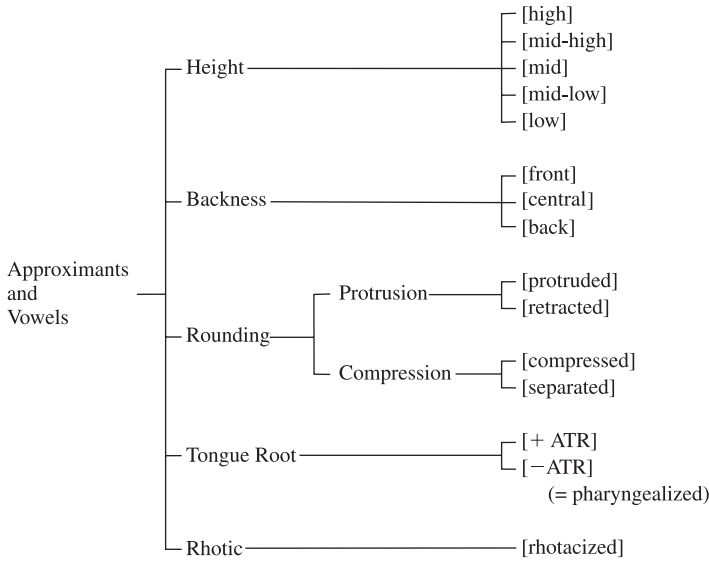 [high]
[mid-high]
Height
[mid]
[mid-low]
[low]
[front]
Backness
[central]
[back]
Approximants
and
Vowels
Rounding
Protrusion
[protruded]
[retracted]
Compression
[compressed]
[separated]
Tongue Root
[+ ATR]
[−ATR]
(= pharyngealized)
Rhotic
[rhotacized]